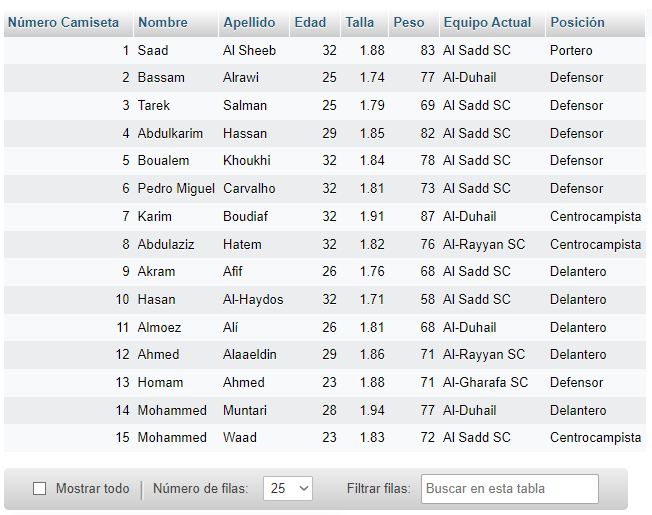 Número Camiseta Nombre Apellido Edad Talla Peso Equipo Actual Posición
1 Saad Al Sheeb 32 1.88 83 Al Sadd SC Portero
2 Bassam Alrawi 25 1.74 77 Al-Duhail Defensor
3 Tarek Salman 25 1.79 69 Al Sadd SC Defensor
4 Abdulkarim Hassan 29 1.85 82 Al Sadd SC Defensor
5 Boualem Khoukhi 32 1.84 78 Al Sadd SC Defensor
6 Pedro Miguel Carvalho 32 1.81 73 Al Sadd SC Defensor
7 Karim Boudiaf 32 1.91 87 Al-Duhail Centrocampista
8 Abdulaziz Hatem 32 1.82 76 Al-Rayyan SC Centrocampista
9 Akram Afif 26 1.76 68 Al Sadd SC Delantero
10 Hasan Al-Haydos 32 1.71 58 Al Sadd SC Delantero
11 Almoez Alí 26 1.81 68 Al-Duhail Delantero
12 Ahmed Alaaeldin 29 1.86 71 Al-Rayyan SC Delantero
13 Homam Ahmed 23 1.88 71 Al-Gharafa SC Defensor
14 Mohammed Muntari 28 1.94 77 Al-Duhail Delantero
15 Mohammed Waad 23 1.83 72 Al Sadd SC Centrocampista
Mostrar todo Número de filas: 25 Filtrar filas: Buscar en esta tabla